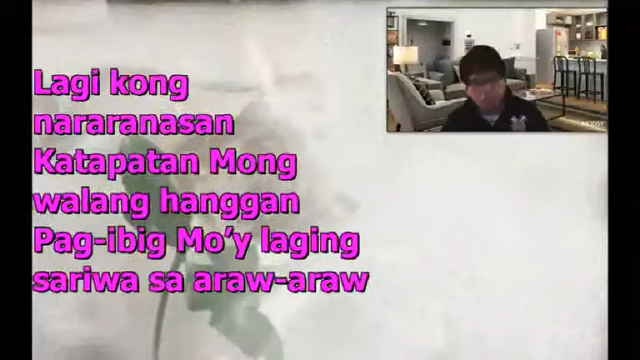 Lagi kong
nararanasan
Katapatan Mong
walang hanggan
Pag-ibig Mo'y laging
sariwa sa araw-araw